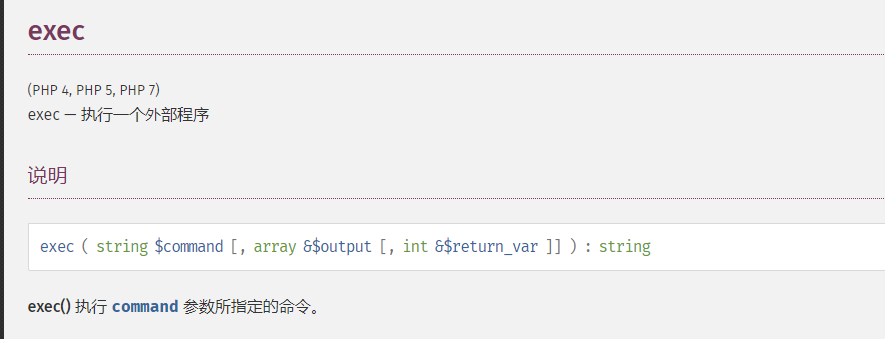 exec
(PHP 4, PHP 5, PHP 7)
exec — 执行一个外部程序
说明
exec ( string $command [, array &$output [, int &$return_var ]] ) : string
exec() 执行 command 参数所指定的命令。